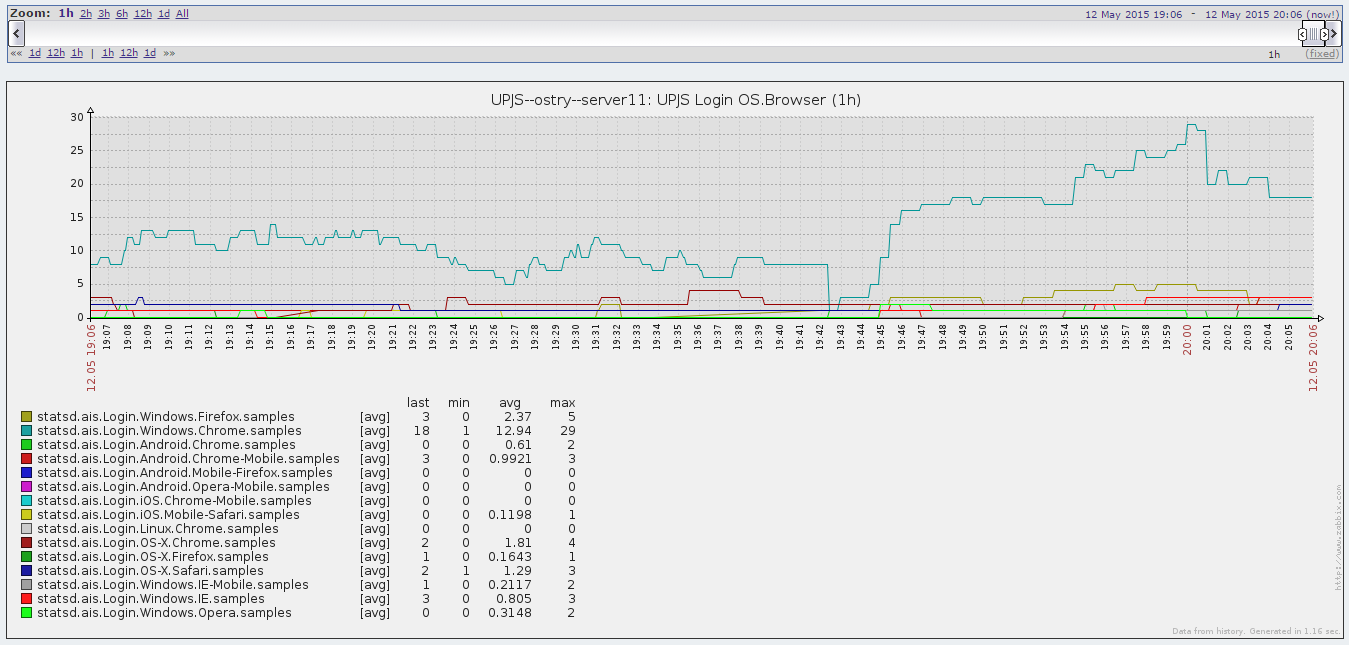 Zoom: 1h 2h 3h 6h 12h 1d All
12 May 2015 19:06 - 12 May 2015 20:06 (now!)
«« 1d 12h 1h | 1h 12h 1d »»
1h (fixed)
UPJS--ostry--server11: UPJS Login OS.Browser (1h)
30
25
20
15
10
5
0
12.05 19:06
19:07
19:08
19:09
19:10
19:11
19:12
19:13
19:14
19:15
19:16
19:17
19:18
19:19
19:20
19:21
19:22
19:23
19:24
19:25
19:26
19:27
19:28
19:29
19:30
19:31
19:32
19:33
19:34
19:35
19:36
19:37
19:38
19:39
19:40
19:41
19:42
19:43
19:44
19:45
19:46
19:47
19:48
19:49
19:50
19:51
19:52
19:53
19:54
19:55
19:56
19:57
19:58
19:59
20:00
20:01
20:02
20:03
20:04
20:05
12.05 20:06
last min avg max
statsd.ais.Login.Windows.Firefox.samples [avg] 3 0 2.37 5
statsd.ais.Login.Windows.Chrome.samples [avg] 18 1 12.94 29
statsd.ais.Login.Android.Chrome.samples [avg] 0 0 0.61 2
statsd.ais.Login.Android.Chrome-Mobile.samples [avg] 3 0 0.9921 3
statsd.ais.Login.Android.Mobile-Firefox.samples [avg] 0 0 0 0
statsd.ais.Login.Android.Opera-Mobile.samples [avg] 0 0 0 0
statsd.ais.Login.iOS.Chrome-Mobile.samples [avg] 0 0 0 0
statsd.ais.Login.iOS.Mobile-Safari.samples [avg] 0 0 0.1198 1
statsd.ais.Login.Linux.Chrome.samples [avg] 0 0 0 0
statsd.ais.Login.OS-X.Chrome.samples [avg] 2 0 1.81 4
statsd.ais.Login.OS-X.Firefox.samples [avg] 1 0 0.1643 1
statsd.ais.Login.OS-X.Safari.samples [avg] 2 1 1.29 3
statsd.ais.Login.Windows.IE-Mobile.samples [avg] 1 0 0.2117 2
statsd.ais.Login.Windows.IE.samples [avg] 3 0 0.805 3
statsd.ais.Login.Windows.Opera.samples [avg] 0 0 0.3148 2
http://www.zabbix.com
Data from history. Generated in 1.16 sec.